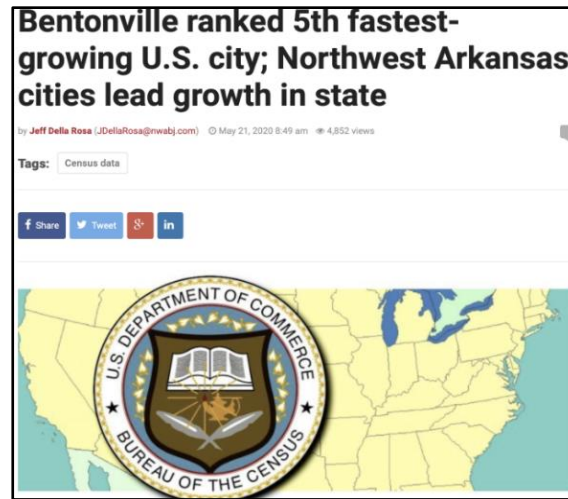 Bentonville ranked 5th fastest-
growing U.S. city; Northwest Arkansas
cities lead growth in state
by Jeff Della Rosa (JDellaRosa@nwabj.com) May 21, 2020 8:49 am 4,852 views
Tags: Census data
f Share Tweet g+ in
U.S. DEPARTMENT OF COMMERCE
BUREAU OF THE CENSUS